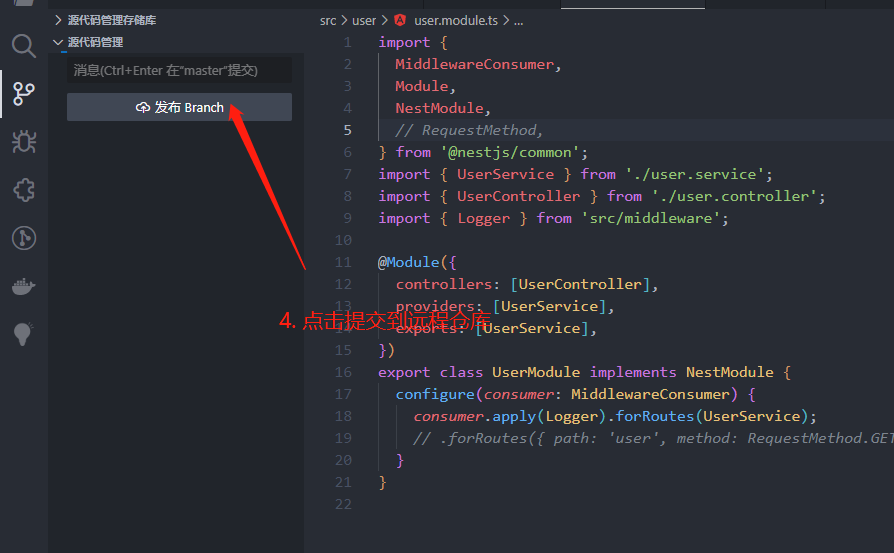 源代码管理存储库
源代码管理
消息(Ctrl+Enter 在"master"提交)
发布 Branch
4. 点击提交到远程仓库
src > user > user.module.ts > ...
1 import {
2 MiddlewareConsumer,
3 Module,
4 NestModule,
5 // RequestMethod,
6 } from '@nestjs/common';
7 import { UserService } from './user.service';
8 import { UserController } from './user.controller';
9 import { Logger } from 'src/middleware';
10
11 @Module({
12 controllers: [UserController],
13 providers: [UserService],
14 exports: [UserService],
15 })
16 export class UserModule implements NestModule {
17 configure(consumer: MiddlewareConsumer) {
18 consumer.apply(Logger).forRoutes(UserService);
19 // .forRoutes({ path: 'user', method: RequestMethod.GET
20 }
21 }
22